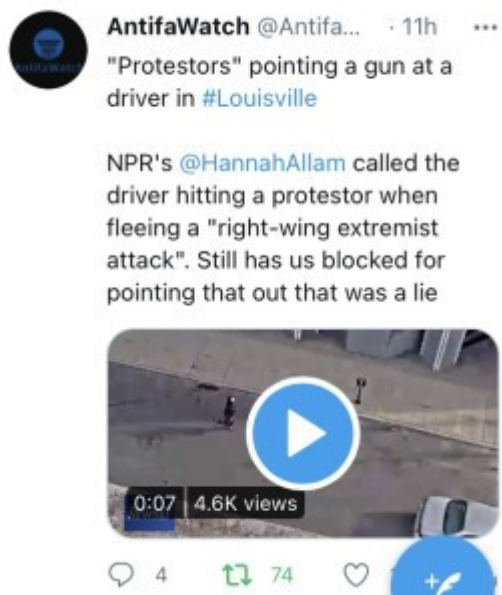 AntifaWatch @Antifa... · 11h
"Protestors" pointing a gun at a
driver in #Louisville
NPR's @HannahAllam called the
driver hitting a protestor when
fleeing a "right-wing extremist
attack". Still has us blocked for
pointing that out that was a lie
0:07 4.6K views
4 74